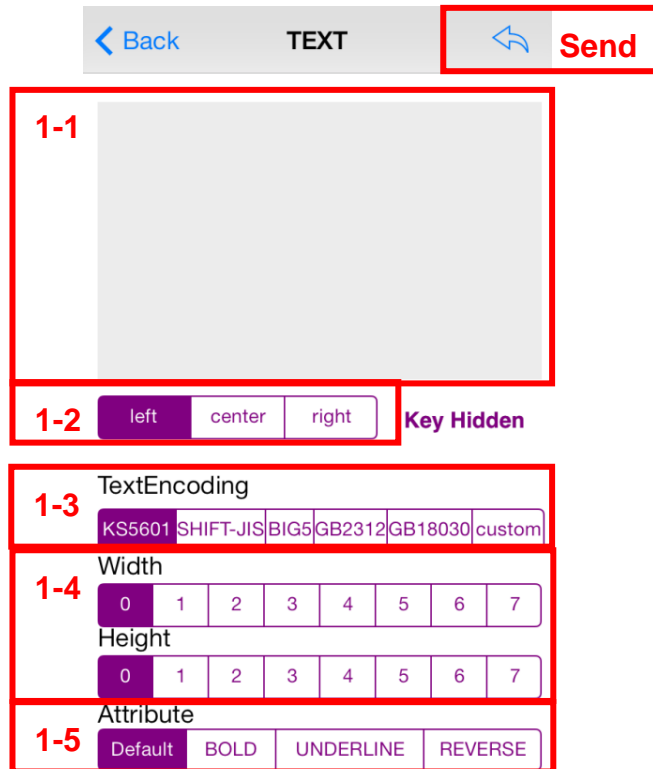 Back TEXT Send
1-1
1-2 left center right Key Hidden
1-3 TextEncoding
KS5601 SHIFT-JIS BIG5 GB2312 GB18030 custom
1-4 Width
0 1 2 3 4 5 6 7
Height
0 1 2 3 4 5 6 7
Attribute
1-5 Default BOLD UNDERLINE REVERSE